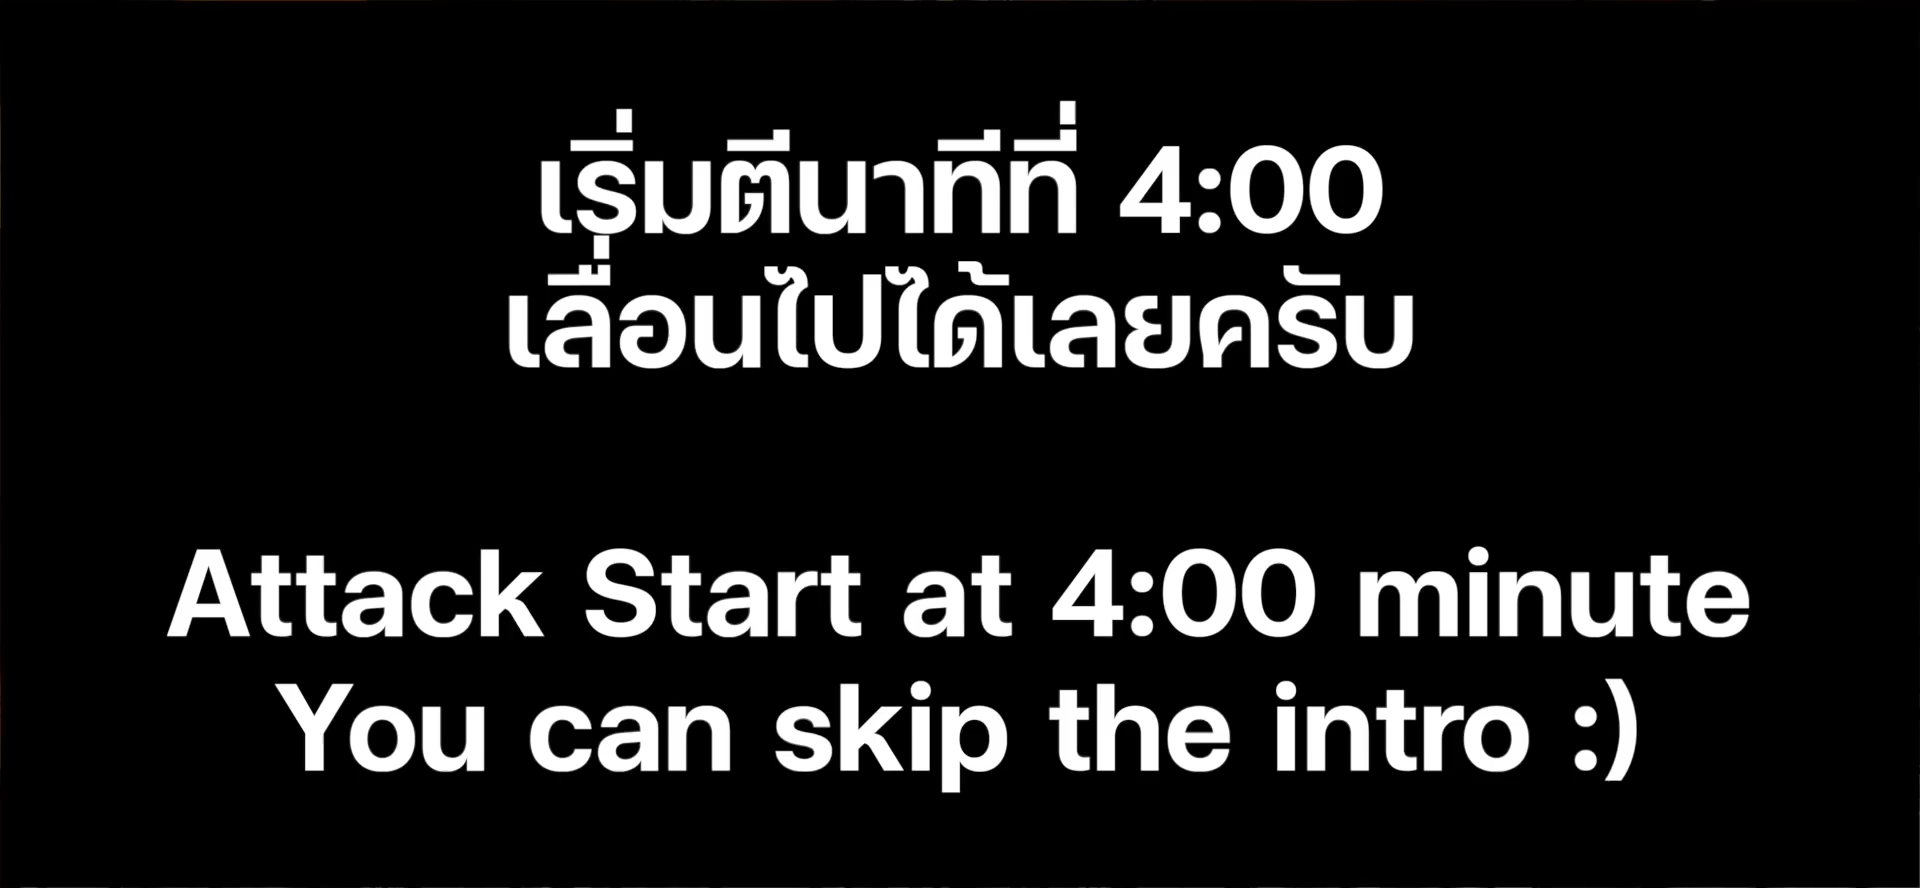 เริ่มตีนาทีที่ 4:00
เลื่อนไปได้เลยครับ
Attack Start at 4:00 minute
You can skip the intro :)